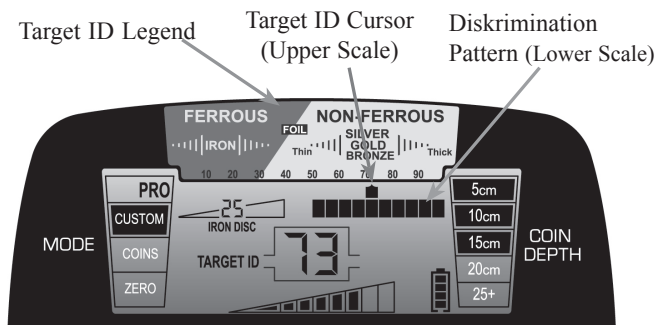 Target ID Legend
Target ID Cursor
(Upper Scale)
Diskrimination
Pattern (Lower Scale)
FERROUS
NON-FERROUS
FOIL
IRON
Thin
SILVER
GOLD
BRONZE
Thick
10 20 30 40 50 60 70 80 90
MODE
PRO
CUSTOM
COINS
ZERO
25
IRON DISC
TARGET ID
73
5cm
10cm
15cm
20cm
25+
COIN
DEPTH